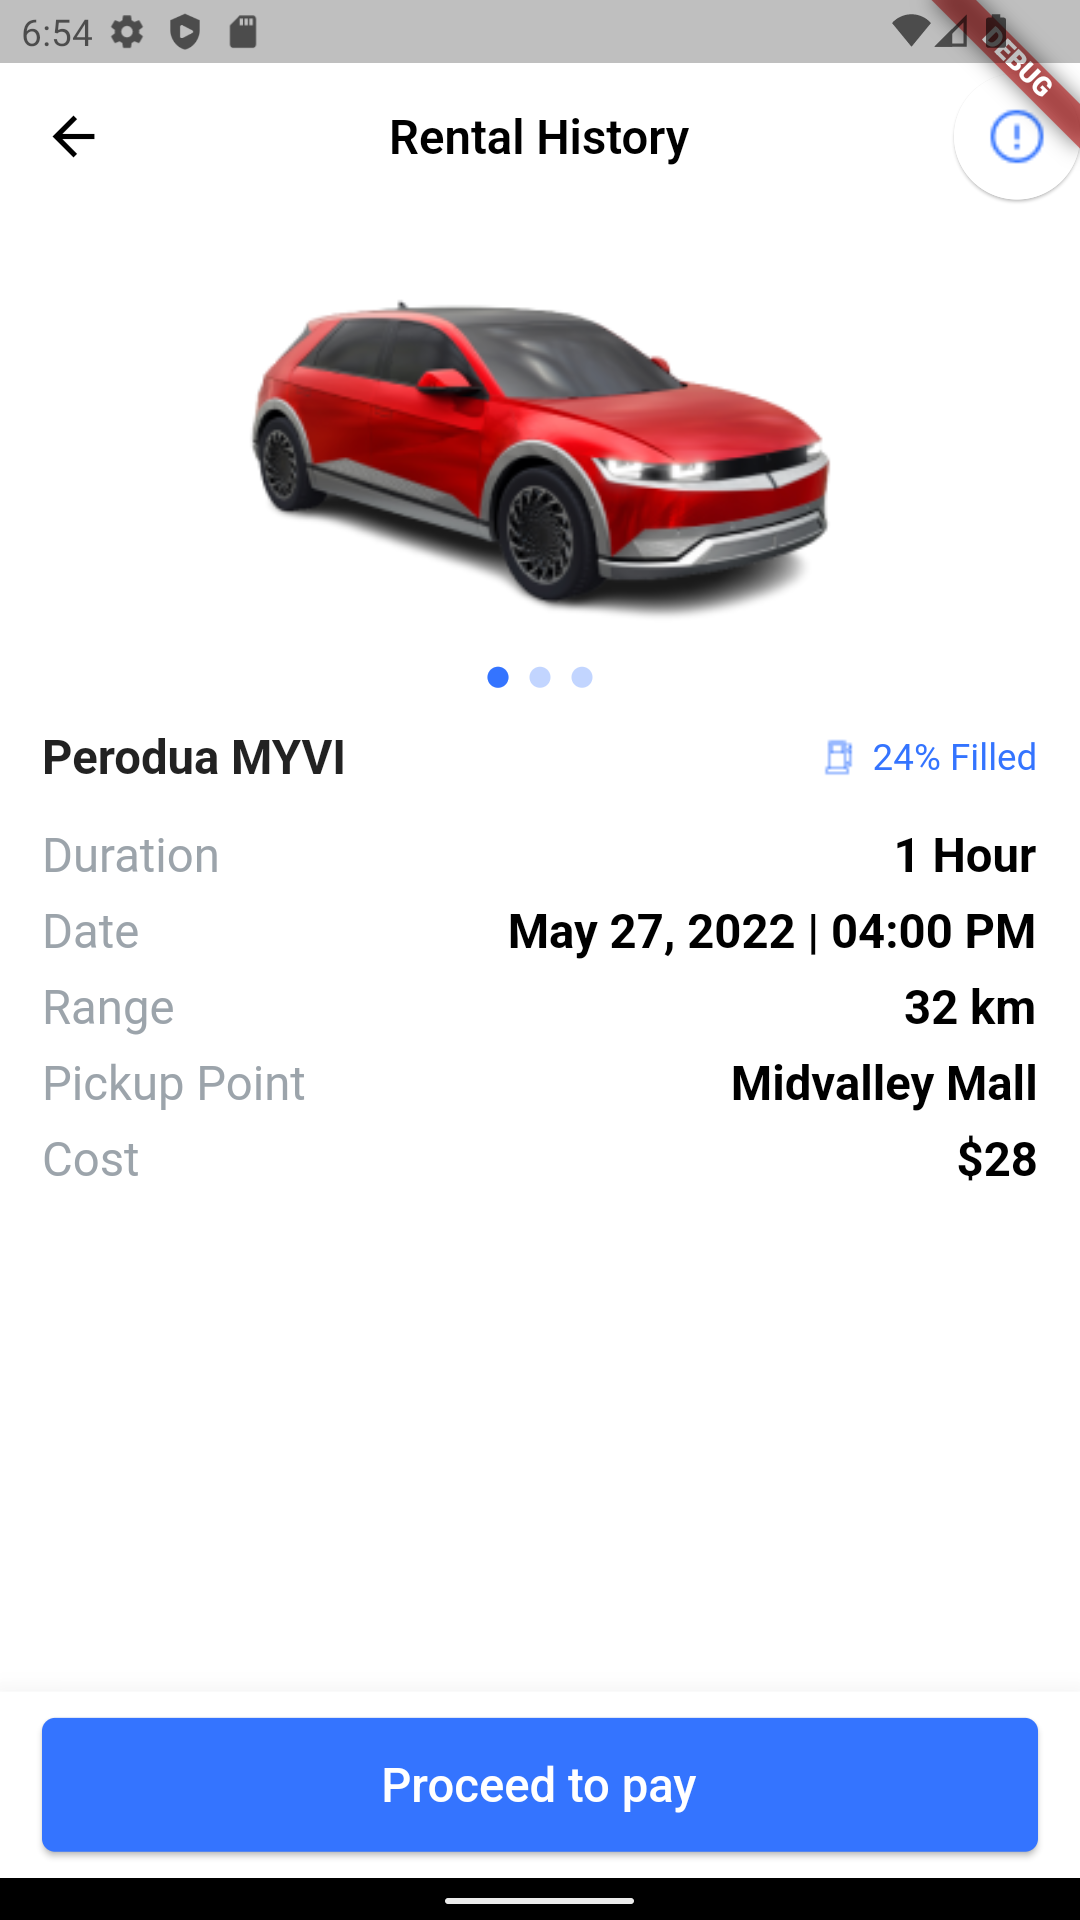 6:54
DEBUG
Rental History
Perodua MYVI
24% Filled
Duration
1 Hour
Date
May 27, 2022 | 04:00 PM
Range
32 km
Pickup Point
Midvalley Mall
Cost
$28
Proceed to pay